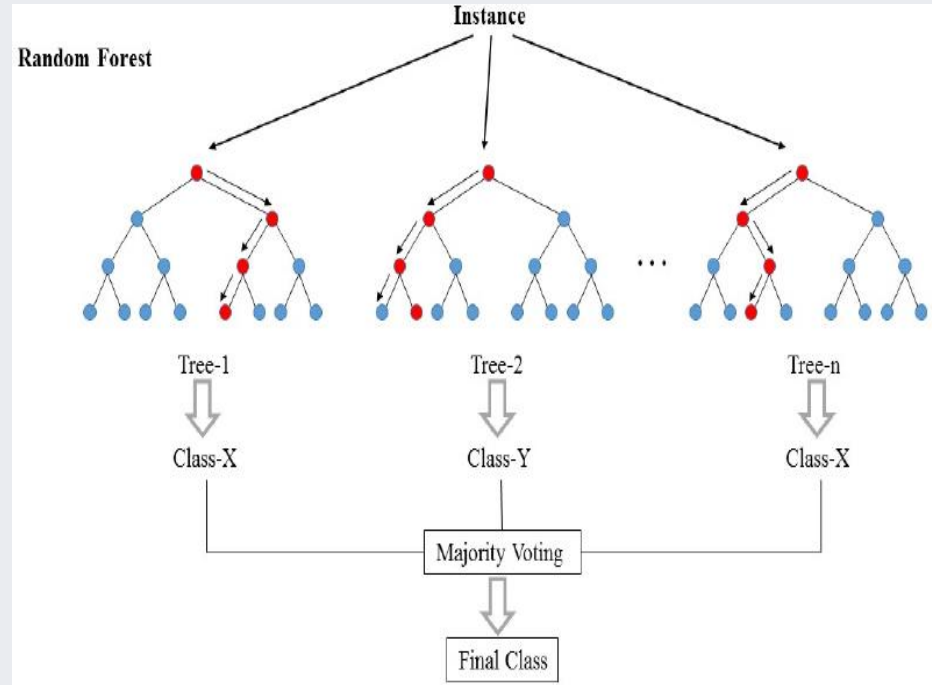 Instance
Random Forest
...
Tree-1 Tree-2 Tree-n
Class-X Class-Y Class-X
Majority Voting
Final Class